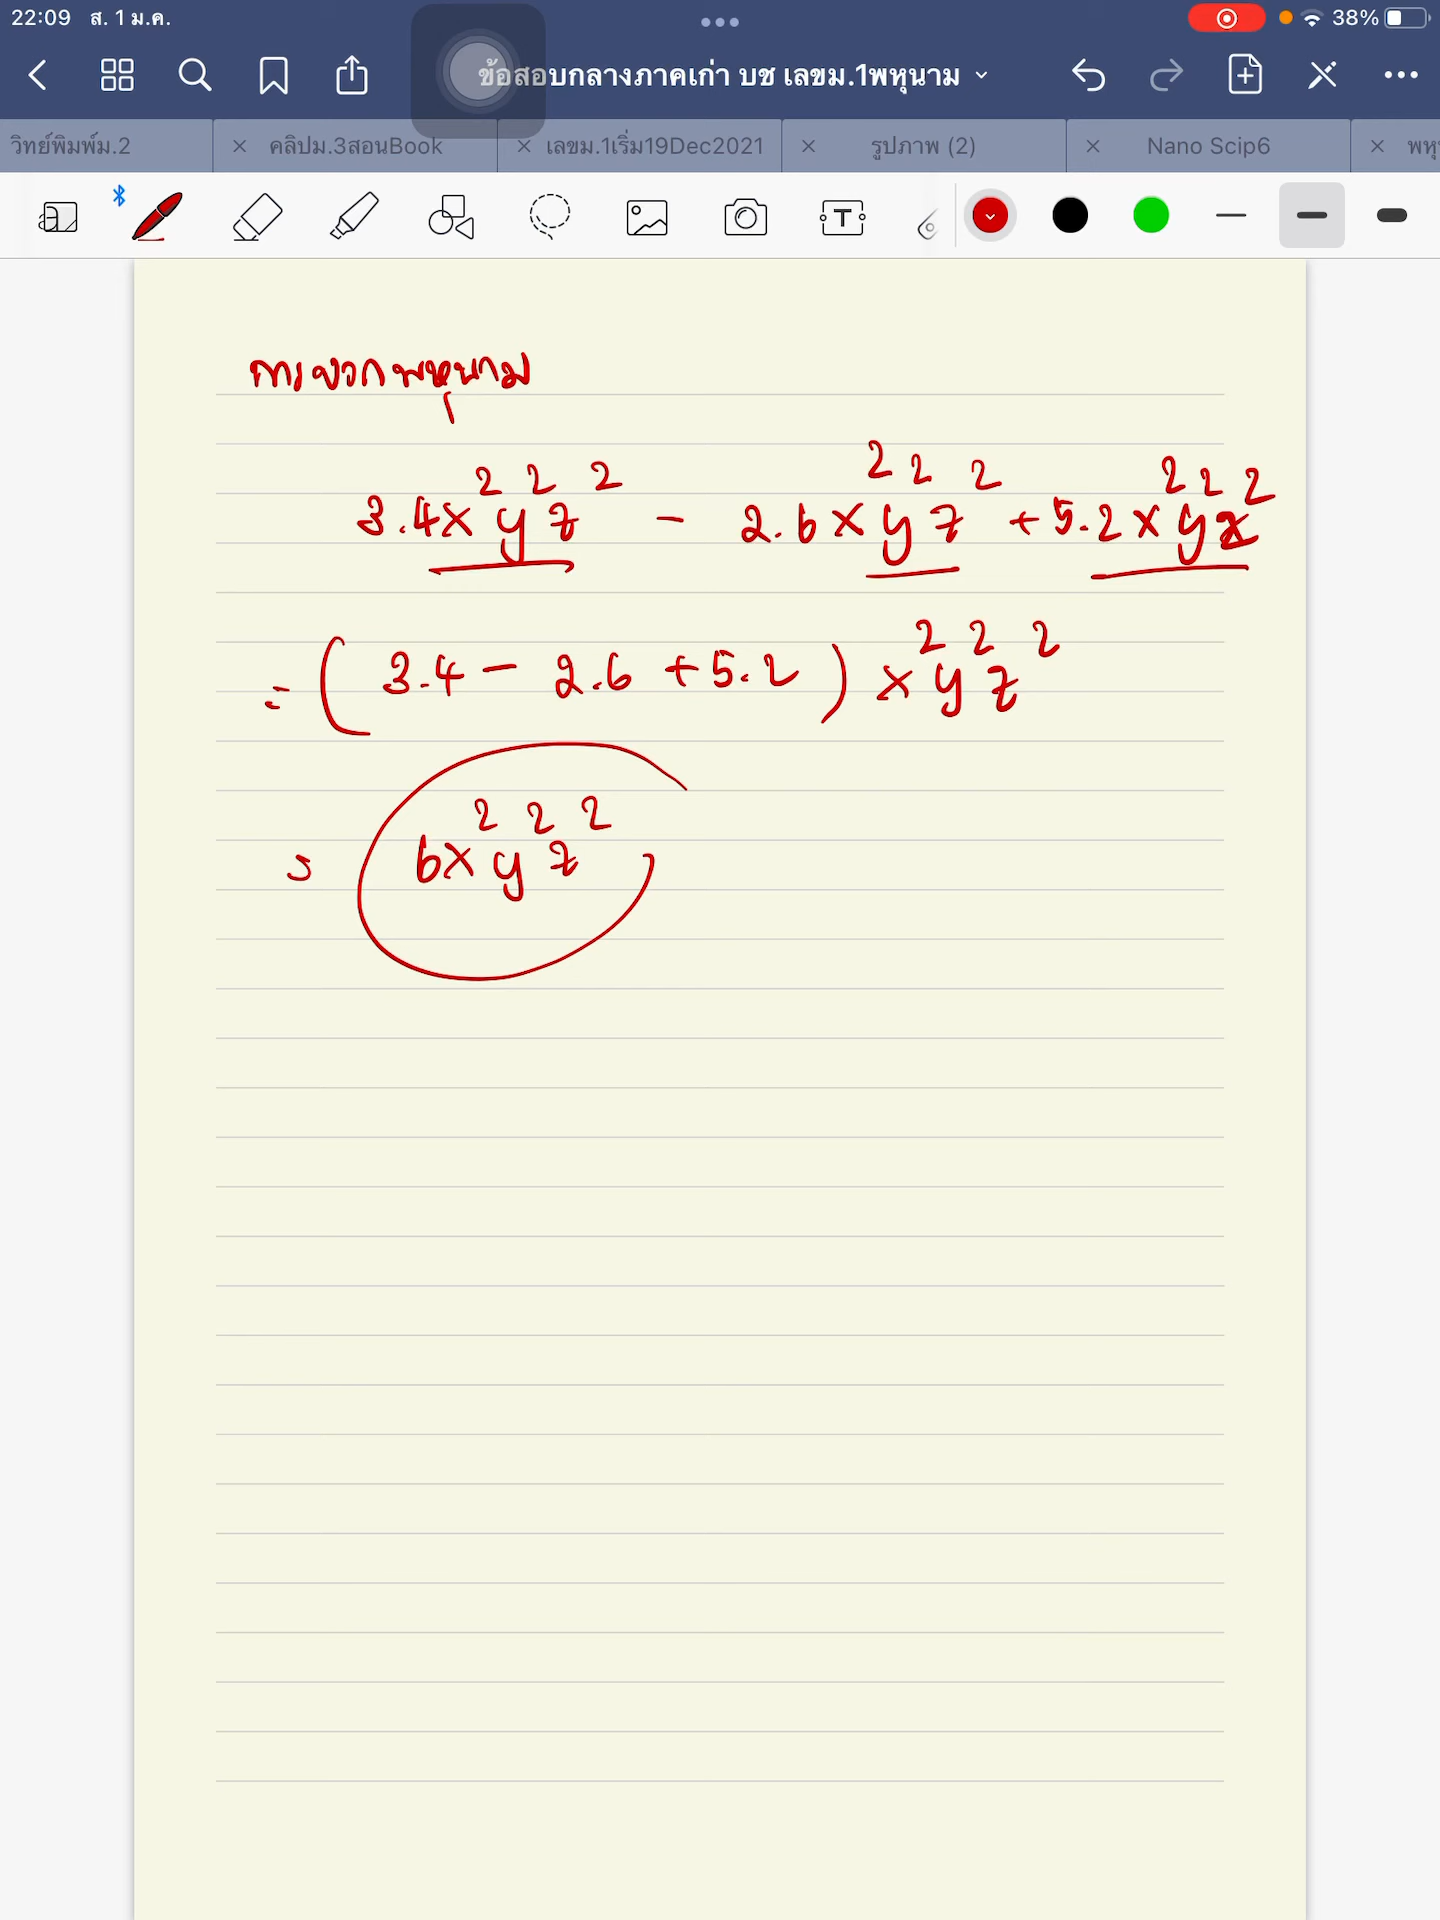 22:09 ส. 1 ม.ค. 38%
ข้อสอบกลางภาคเก่า บช เลขม.1พหุนาม
วิทย์พิมพ์ม.2 คลิปม.3สอนBook เลขม.1เริ่ม19Dec2021 รูปภาพ (2) Nano Scip6 พหุ
การบวกพหุนาม
3.4x²y²z² - 2.6x²y²z² + 5.2x²y²z²
= (3.4 - 2.6 + 5.2) x²y²z²
= 6x²y²z²